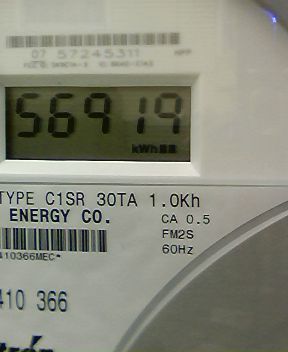 07 57245311
56919
kWh
TYPE C1SR 30TA 1.0Kh
ENERGY CO.
CA 0.5
FM2S
60Hz
410366MEC*
410 366